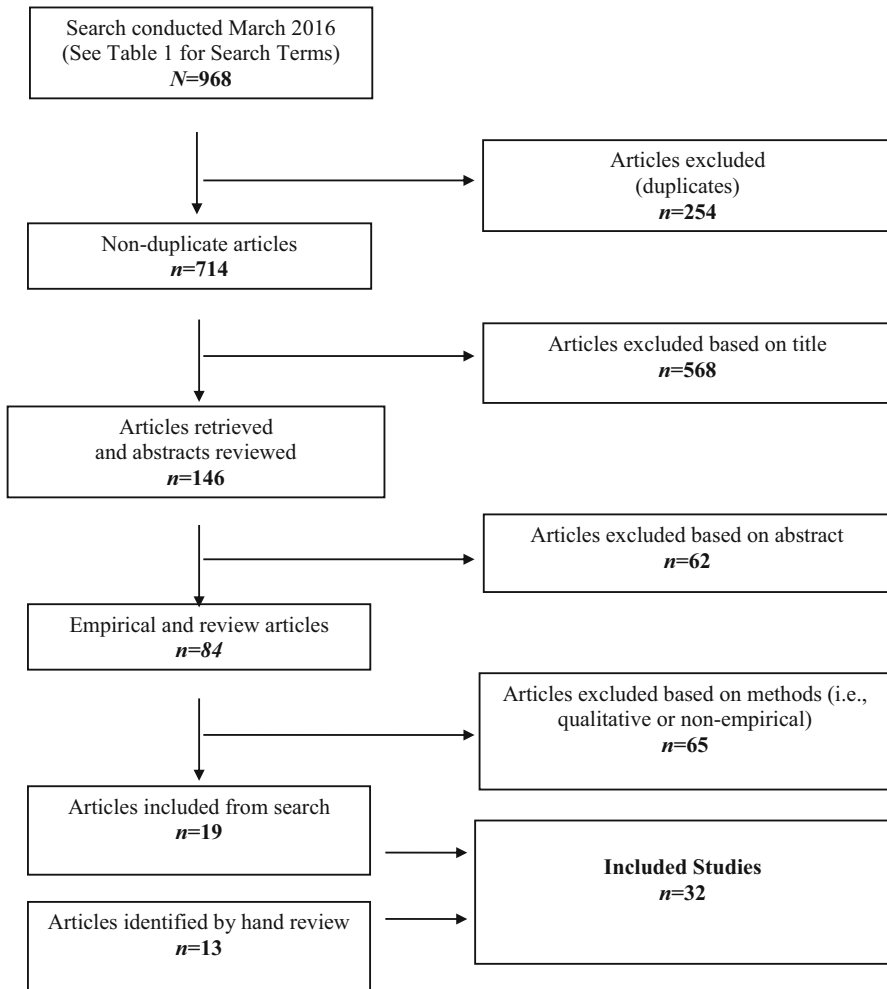 Search conducted March 2016
(See Table 1 for Search Terms)
N=968
Articles excluded
(duplicates)
n=254
Non-duplicate articles
n=714
Articles excluded based on title
n=568
Articles retrieved
and abstracts reviewed
n=146
Articles excluded based on abstract
n=62
Empirical and review articles
n=84
Articles excluded based on methods (i.e.,
qualitative or non-empirical)
n=65
Articles included from search
n=19
Included Studies
n=32
Articles identified by hand review
n=13